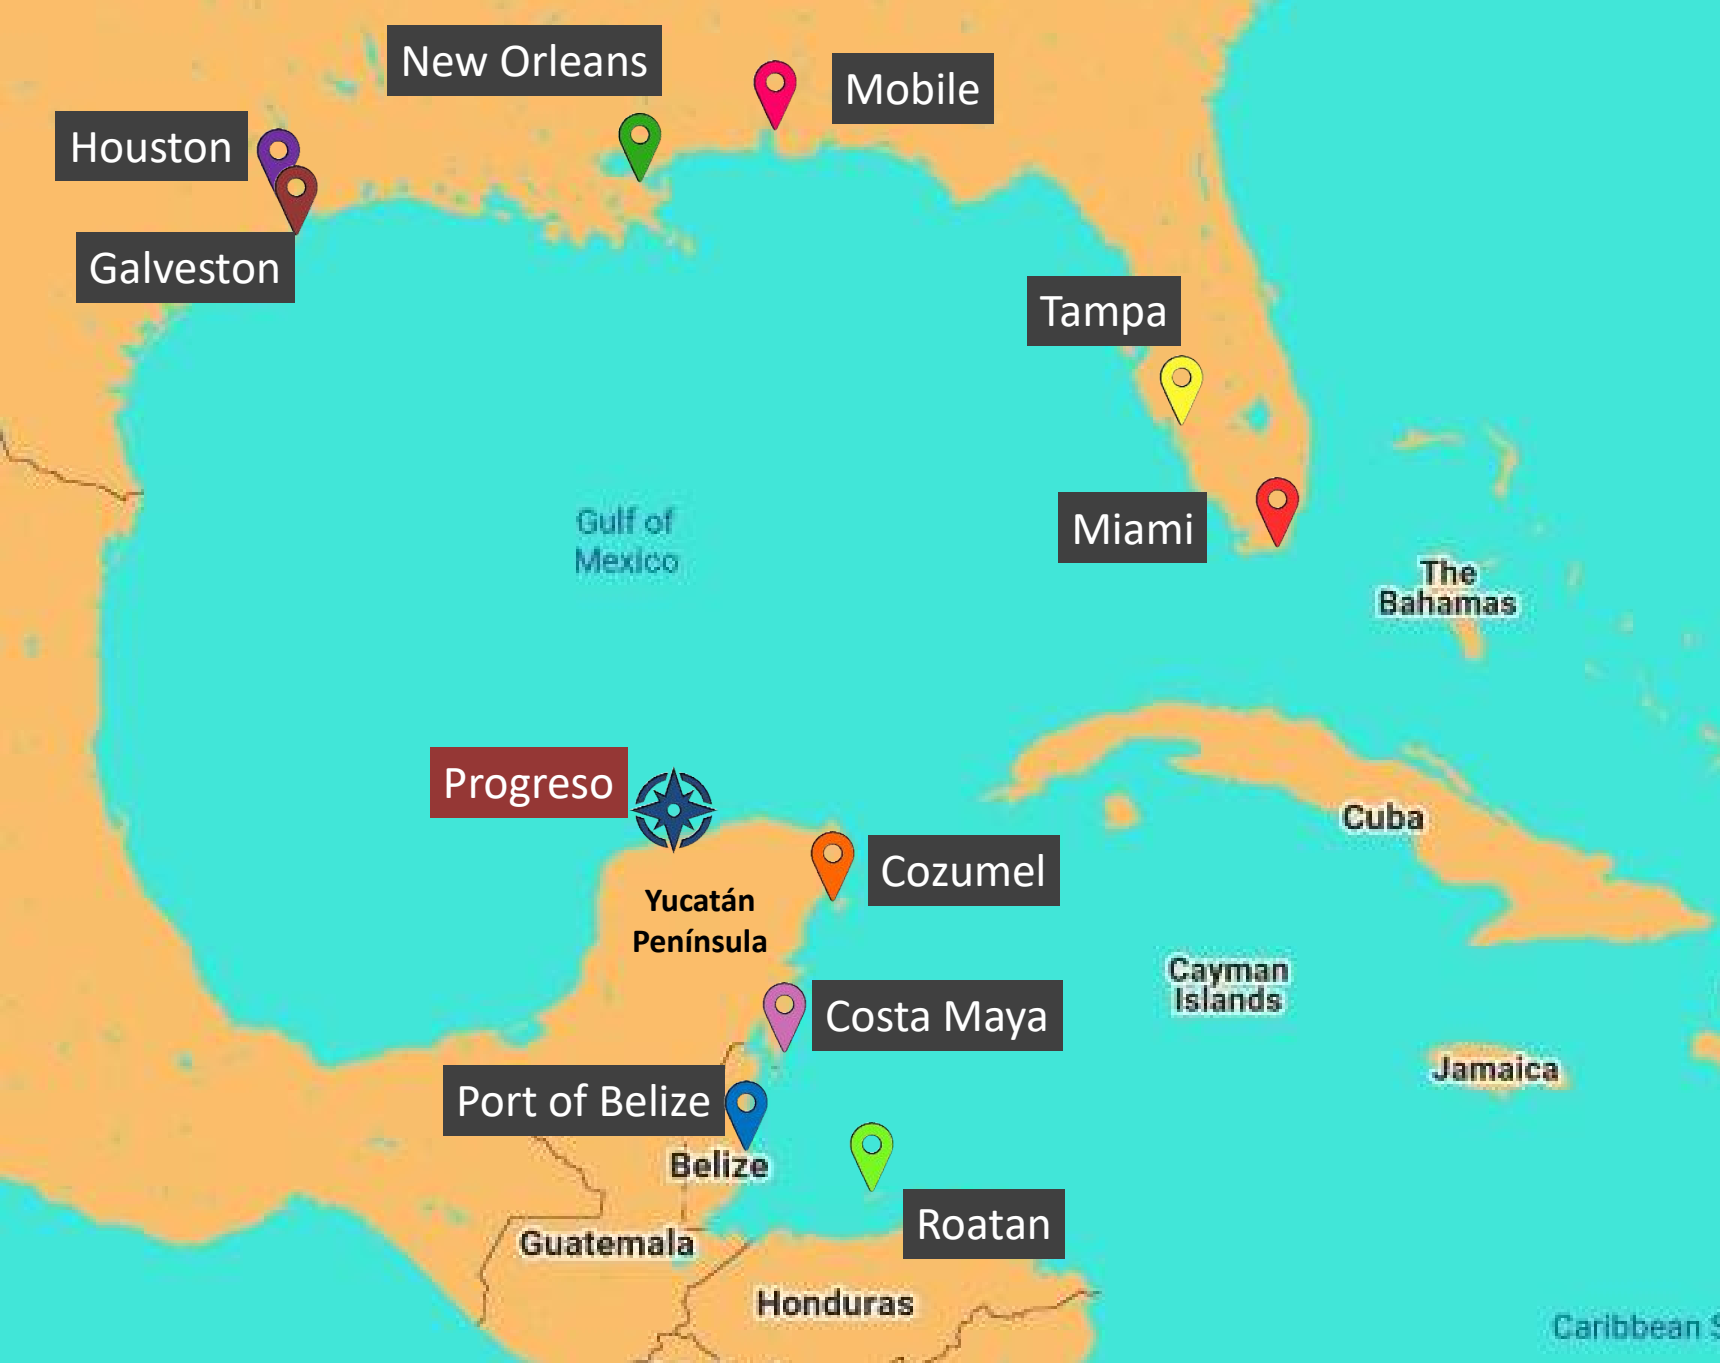 New Orleans
Mobile
Houston
Galveston
Tampa
Gulf of
Mexico
Miami
The
Bahamas
Progreso
Cuba
Cozumel
Yucatán
Península
Cayman
Islands
Costa Maya
Jamaica
Port of Belize
Belize
Roatan
Guatemala
Honduras
Caribbean S